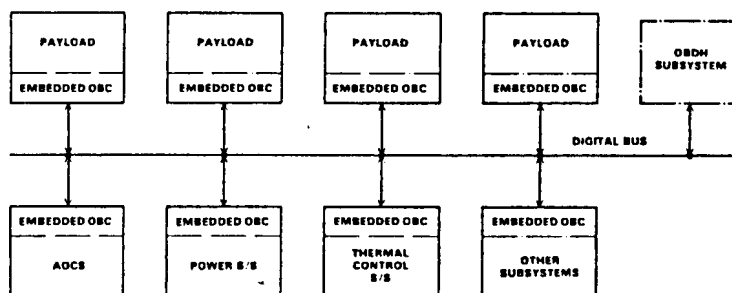 PAYLOAD
EMBEDDED OBC
PAYLOAD
EMBEDDED OBC
PAYLOAD
EMBEDDED OBC
PAYLOAD
EMBEDDED OBC
OBDH
SUBSYSTEM
DIGITAL BUS
EMBEDDED OBC
AOCS
EMBEDDED OBC
POWER S/S
EMBEDDED OBC
THERMAL
CONTROL
S/S
EMBEDDED OBC
OTHER
SUBSYSTEMS